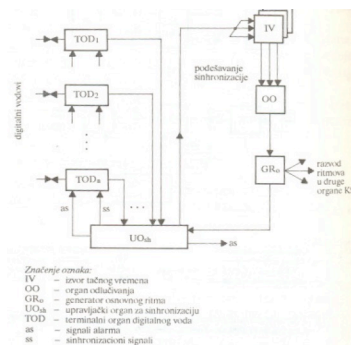 TOD₁
IV
podešavanje
sinhronizacije
TOD₂
OO
digitalni vodovi
GR₀
razvod
ritmova
u druge
organe K
TODₙ
as
ss
UOsh
as
Značenje oznaka:
IV – izvor tačnog vremena
OO – organ odlučivanja
GR₀ – generator osnovnog ritma
UOsh – upravljački organ za sinhronizaciju
TOD – terminalni organ digitalnog voda
as – signali alarma
ss – sinhronizacioni signali